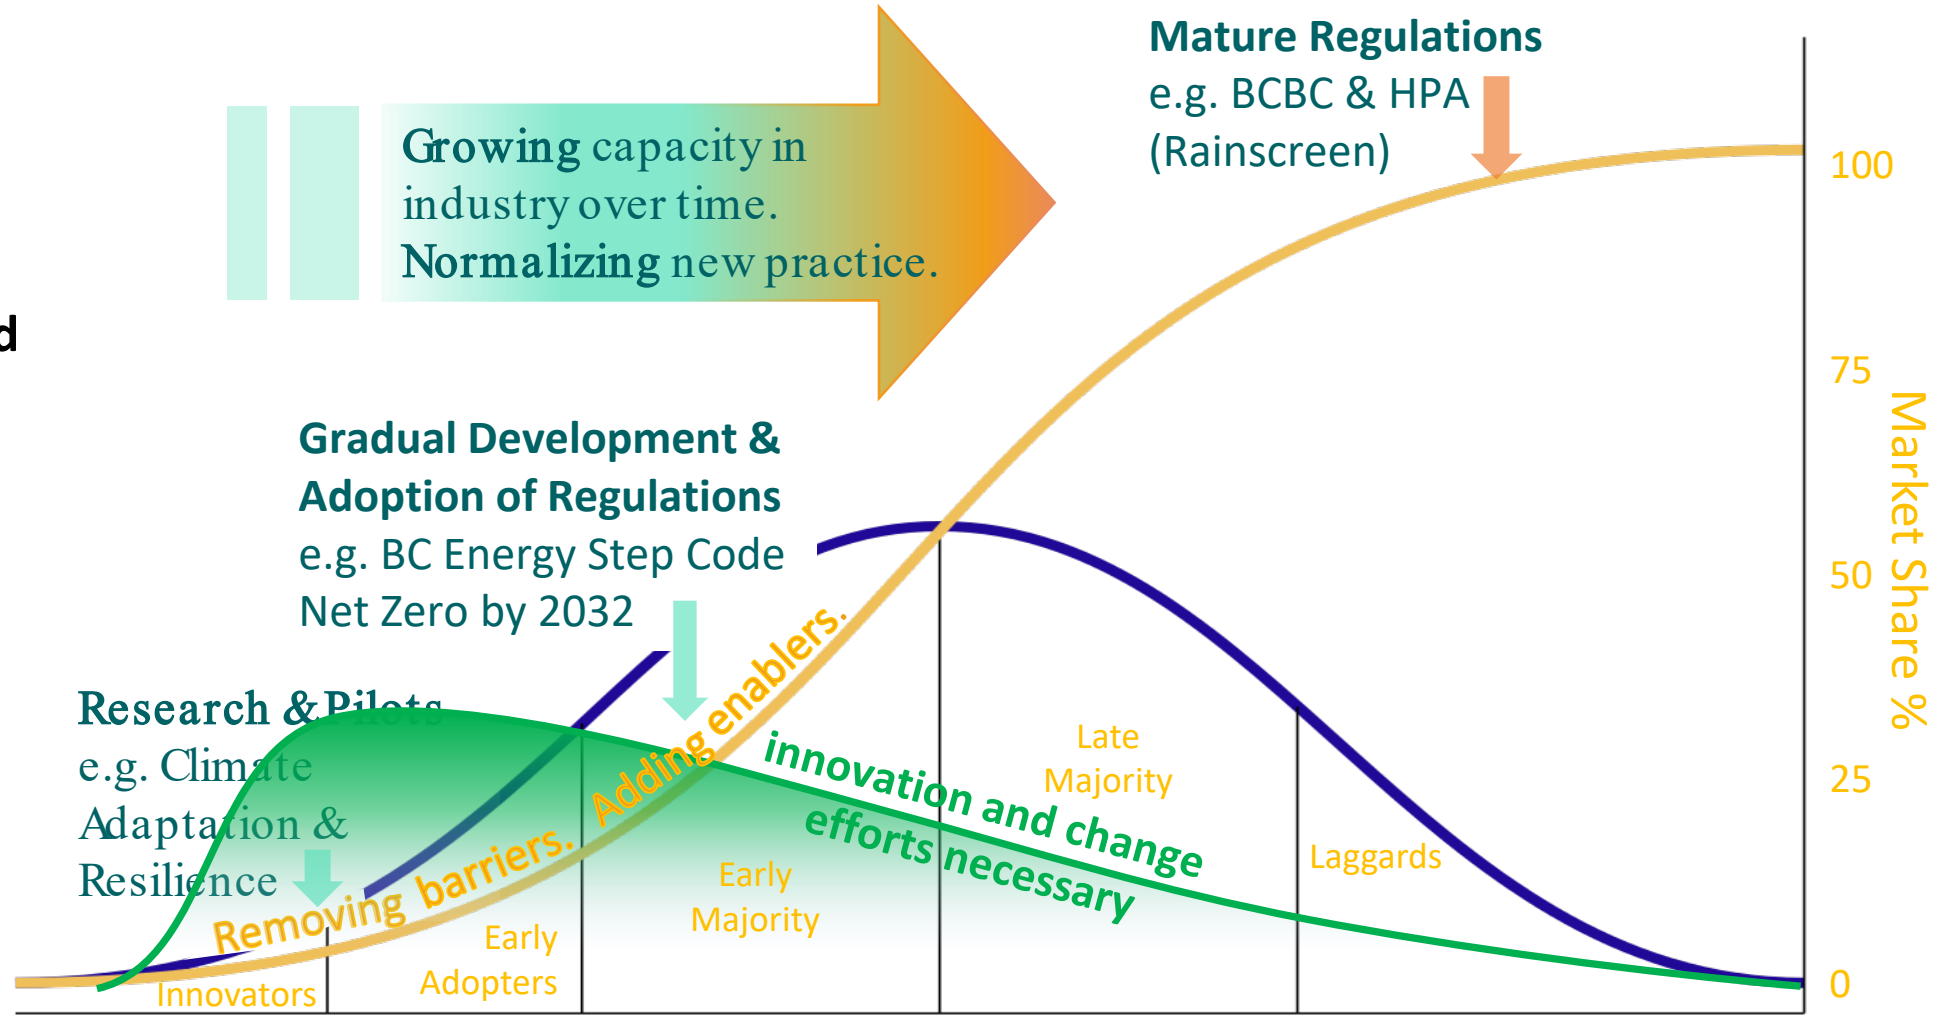 Mature Regulations
e.g. BCBC & HPA
(Rainscreen)
Growing capacity in
industry over time.
Normalizing new practice.
d
Gradual Development &
Adoption of Regulations
e.g. BC Energy Step Code
Net Zero by 2032
Research & Pilots
e.g. Climate
Adaptation &
Resilience
Removing barriers. Adding enablers.
innovation and change
efforts necessary
Innovators
Early
Adopters
Early
Majority
Late
Majority
Laggards
100
75
50
25
0
Market Share %